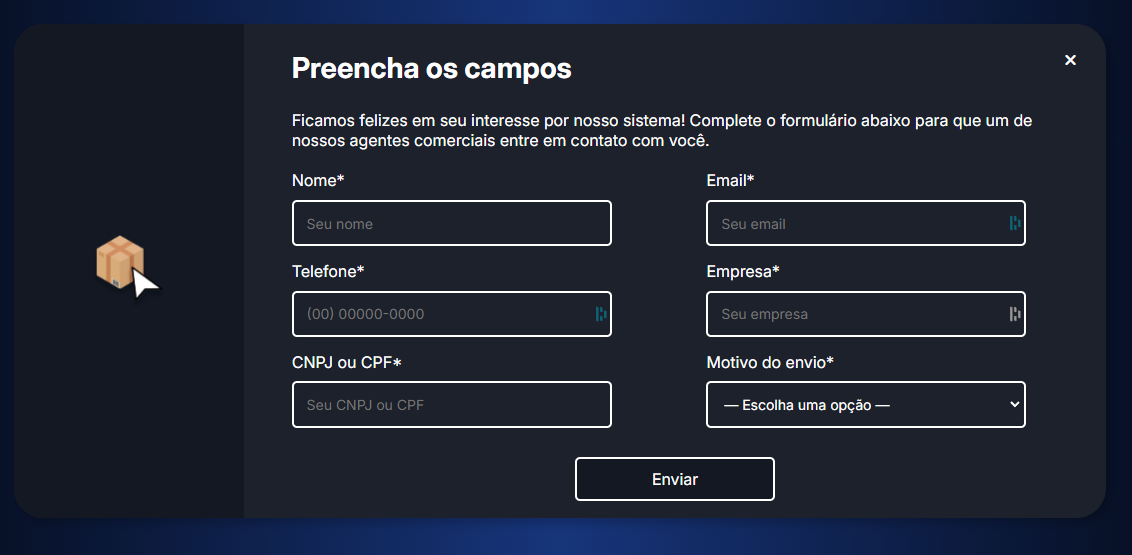 Preencha os campos
×
Ficamos felizes em seu interesse por nosso sistema! Complete o formulário abaixo para que um de
nossos agentes comerciais entre em contato com você.
Nome*
Email*
Seu nome
Seu email
Telefone*
Empresa*
(00) 00000-0000
Seu empresa
CNPJ ou CPF*
Motivo do envio*
Seu CNPJ ou CPF
— Escolha uma opção —
Enviar